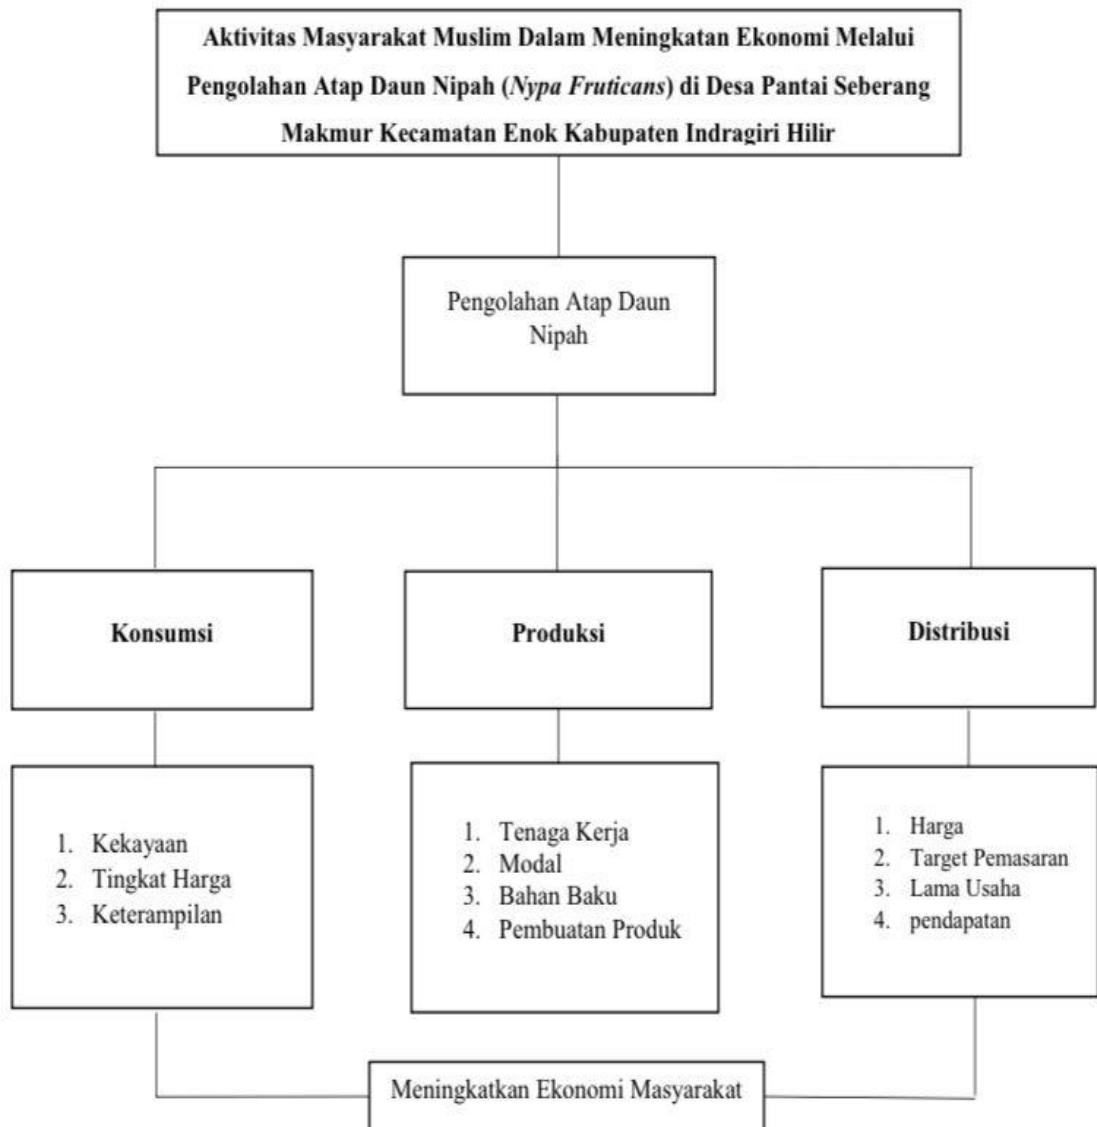 Aktivitas Masyarakat Muslim Dalam Meningkatan Ekonomi Melalui
Pengolahan Atap Daun Nipah (Nypa Fruticans) di Desa Pantai Seberang
Makmur Kecamatan Enok Kabupaten Indragiri Hilir
Pengolahan Atap Daun
Nipah
Konsumsi
Produksi
Distribusi
1. Kekayaan
2. Tingkat Harga
3. Keterampilan
1. Tenaga Kerja
2. Modal
3. Bahan Baku
4. Pembuatan Produk
1. Harga
2. Target Pemasaran
3. Lama Usaha
4. pendapatan
Meningkatkan Ekonomi Masyarakat